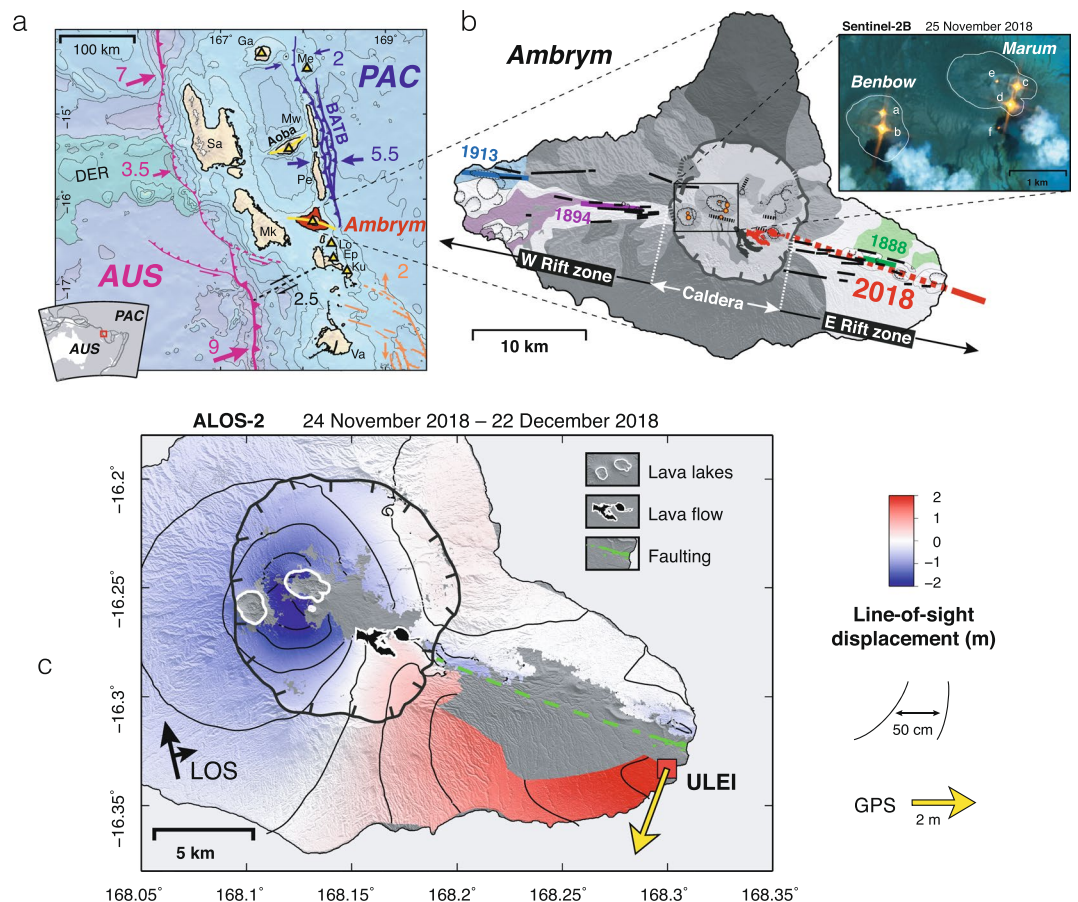 a
100 km
167°
169°
Ga
Me
2
PAC
7
BATB
-15°
Mw
Aoba
Sa
5.5
Pe
DER
3.5
-16°
Ambrym
Mk
Lo
Ep
Ku
AUS
2
-17°
2.5
PAC
AUS
9
Va
b
Ambrym
Sentinel-2B 25 November 2018
Marum
Benbow
e
c
a
d
b
f
1 km
1913
1894
1888
W Rift zone
2018
Caldera
E Rift zone
10 km
c
ALOS-2 24 November 2018 – 22 December 2018
Lava lakes
Lava flow
Faulting
-16.2°
-16.25°
-16.3°
-16.35°
LOS
ULEI
5 km
168.05°
168.1°
168.15°
168.2°
168.25°
168.3°
168.35°
2
1
0
−1
−2
Line-of-sight
displacement (m)
50 cm
GPS
2 m